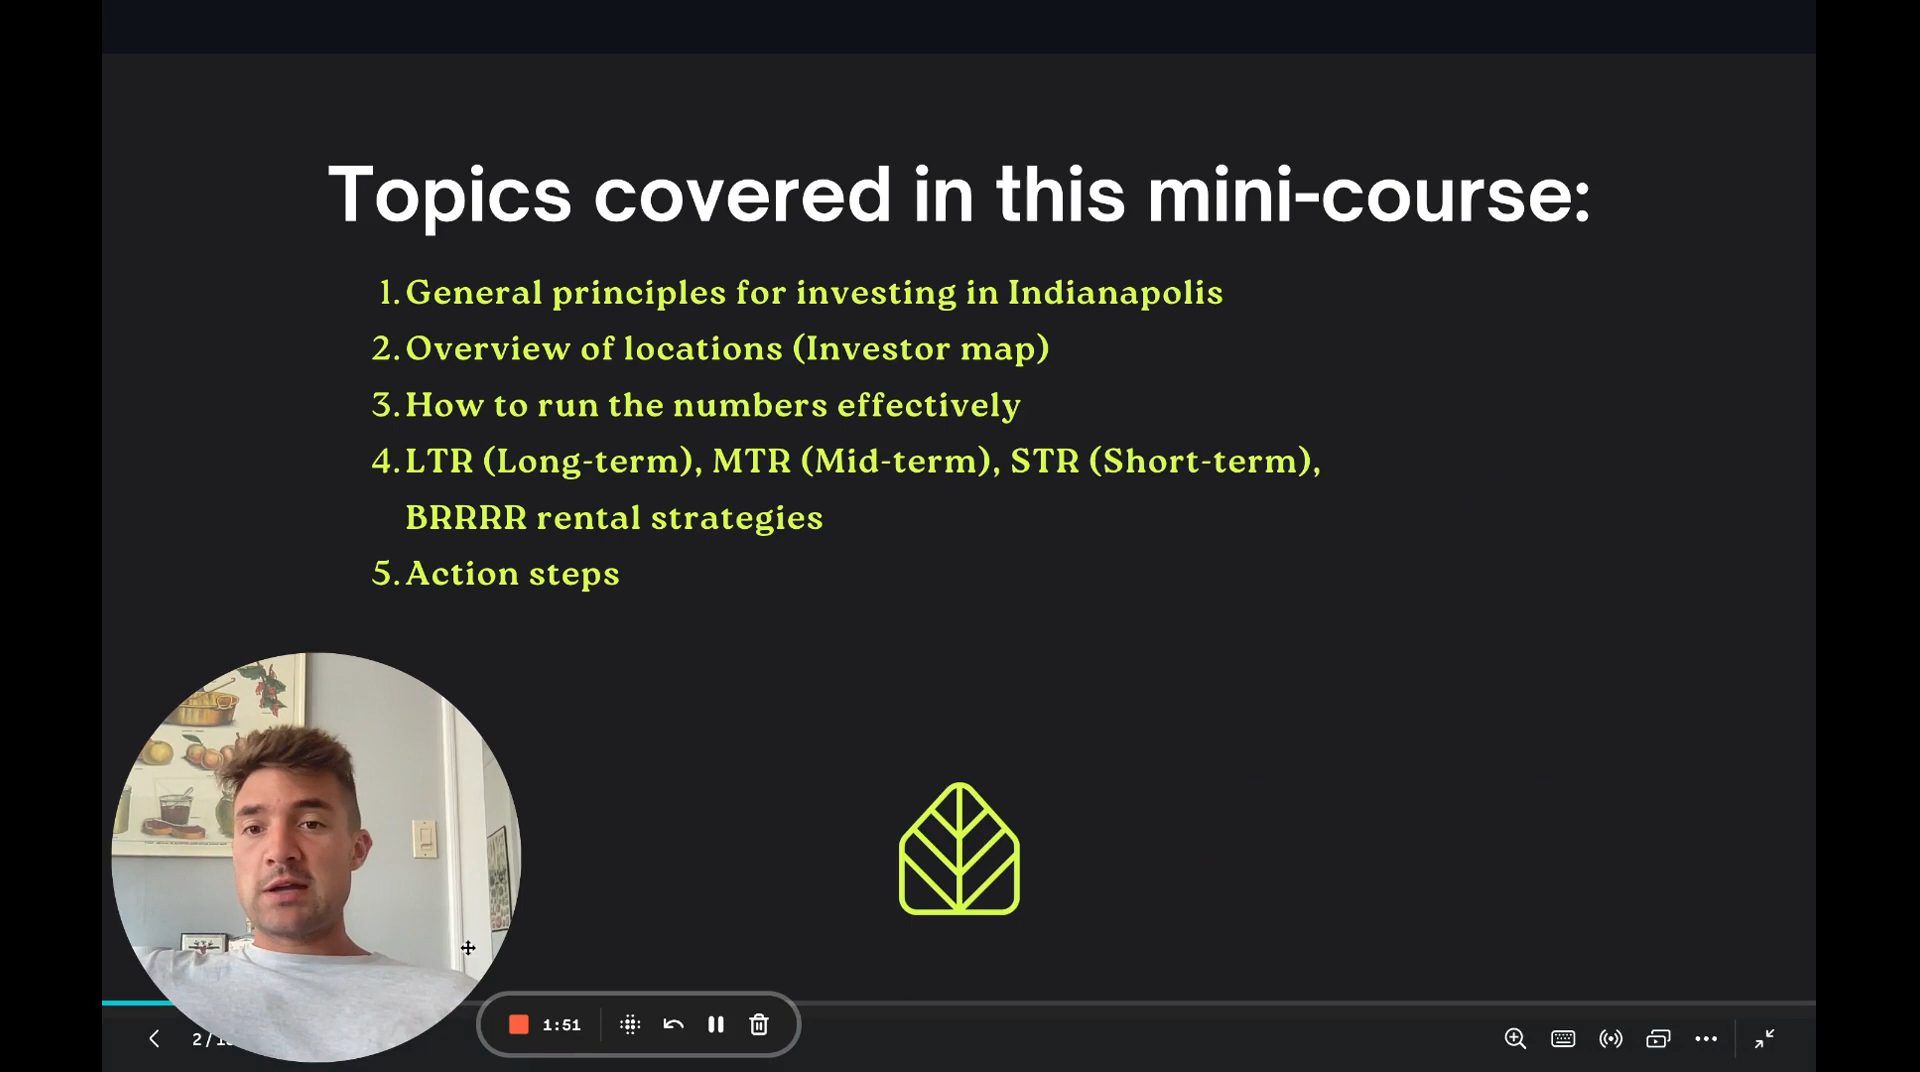 Topics covered in this mini-course:
1. General principles for investing in Indianapolis
2. Overview of locations (Investor map)
3. How to run the numbers effectively
4. LTR (Long-term), MTR (Mid-term), STR (Short-term),
BRRRR rental strategies
5. Action steps
1:51
2 /